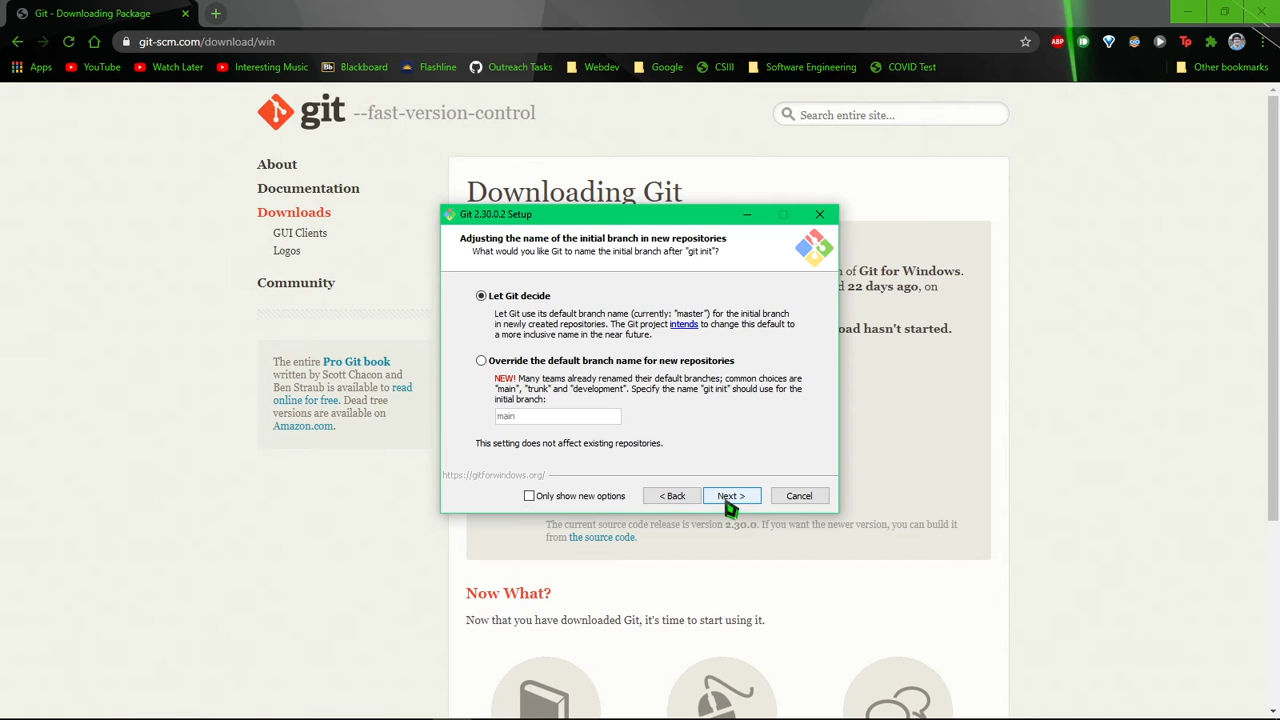 Git - Downloading Package
git-scm.com/download/win
ABP
Tp
Apps
YouTube
Watch Later
Interesting Music
Bb Blackboard
Flashline
Outreach Tasks
Webdev
Google
CSIII
Software Engineering
COVID Test
Other bookmarks
git --fast-version-control
Search entire site...
About
Documentation
Downloads
GUI Clients
Logos
Community
The entire Pro Git book
written by Scott Chacon and
Ben Straub is available to read
online for free. Dead tree
versions are available on
Amazon.com.
Downloading Git
of Git for Windows.
22 days ago, on
oad hasn't started.
Git 2.30.0.2 Setup
Adjusting the name of the initial branch in new repositories
What would you like Git to name the initial branch after "git init"?
Let Git decide
Let Git use its default branch name (currently: "master") for the initial branch
in newly created repositories. The Git project intends to change this default to
a more inclusive name in the near future.
Override the default branch name for new repositories
NEW! Many teams already renamed their default branches; common choices are
"main", "trunk" and "development". Specify the name "git init" should use for the
initial branch:
main
This setting does not affect existing repositories.
https://gitforwindows.org/
Only show new options
< Back
Next >
Cancel
The current source code release is version 2.30.0. If you want the newer version, you can build it
from the source code.
Now What?
Now that you have downloaded Git, it's time to start using it.